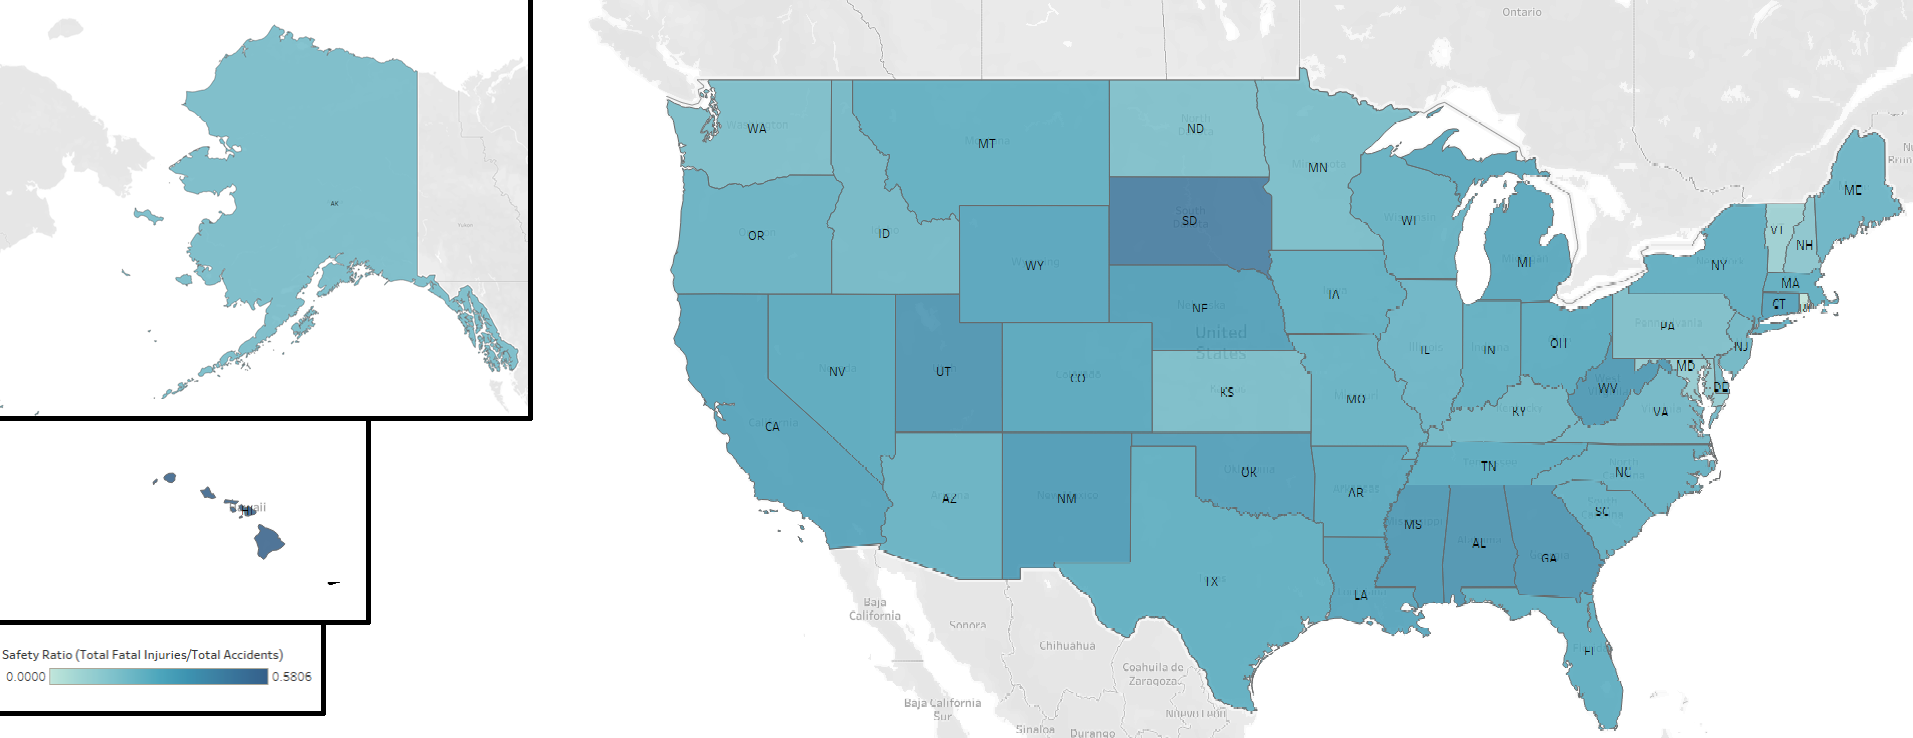 Ontario
AK
Yukon
WA
MT
ND
MN
OR
ID
WY
SD
WI
MI
ME
VT
NH
NY
MA
CT
IA
NE
United
States
PA
NJ
OH
IN
IL
MD
DE
WV
VA
KY
NV
UT
CO
KS
MO
CA
AZ
NM
OK
AR
TN
NC
SC
MS
AL
GA
TX
LA
FL
HI
Baja
California
Sonora
Chihuahua
Coahuila de
Zaragoza
Baja California
Sur
Nuevo León
Sinaloa
Durango
Safety Ratio (Total Fatal Injuries/Total Accidents)
0.0000
0.5806